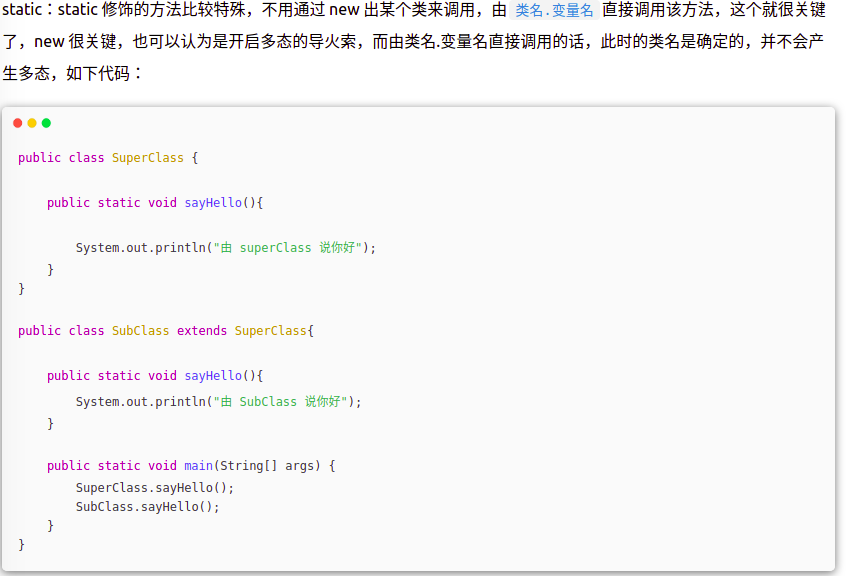 static：static 修饰的方法比较特殊，不用通过 new 出某个类来调用，由 类名.变量名 直接调用该方法，这个就很关键
了，new 很关键，也可以认为是开启多态的导火索，而由类名.变量名直接调用的话，此时的类名是确定的，并不会产
生多态，如下代码：
public class SuperClass {
public static void sayHello(){
System.out.println("由 superClass 说你好");
}
}
public class SubClass extends SuperClass{
public static void sayHello(){
System.out.println("由 SubClass 说你好");
}
public static void main(String[] args) {
SuperClass.sayHello();
SubClass.sayHello();
}
}